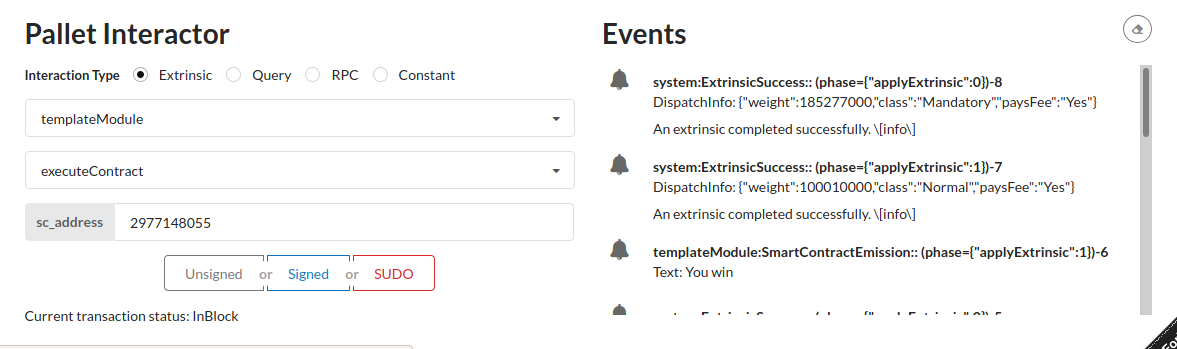 Pallet Interactor
Interaction Type Extrinsic Query RPC Constant
templateModule
executeContract
sc_address 2977148055
Unsigned or Signed or SUDO
Current transaction status: InBlock
Events
system:ExtrinsicSuccess:: (phase={"applyExtrinsic":0})-8
DispatchInfo: {"weight":185277000,"class":"Mandatory","paysFee":"Yes"}
An extrinsic completed successfully. \[info\]
system:ExtrinsicSuccess:: (phase={"applyExtrinsic":1})-7
DispatchInfo: {"weight":100010000,"class":"Normal","paysFee":"Yes"}
An extrinsic completed successfully. \[info\]
templateModule:SmartContractEmission:: (phase={"applyExtrinsic":1})-6
Text: You win